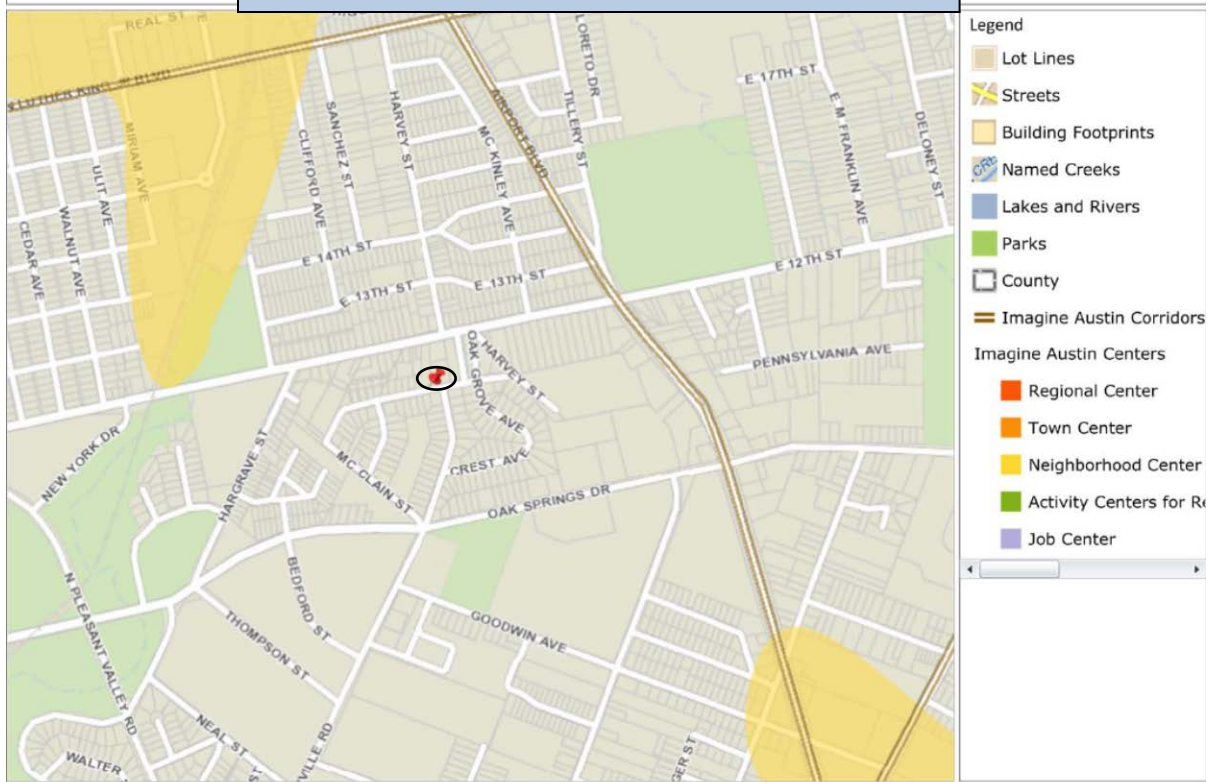 REAL ST
LORETO DR
E 17TH ST
LUTHER KING JR BLVD
SANCHEZ ST
HARVEY ST
AIRPORT BLVD
TILLERY ST
E M FRANKLIN AVE
DELONEY ST
MIRIAM AVE
CLIFFORD AVE
MC KINLEY AVE
ULIT AVE
WALNUT AVE
CEDAR AVE
E 14TH ST
E 12TH ST
E 13TH ST
E 13TH ST
OAK GROVE AVE
HARVEY ST
PENNSYLVANIA AVE
NEW YORK DR
HARGRAVE ST
MC CLAIN ST
CREST AVE
OAK SPRINGS DR
N PLEASANT VALLEY RD
BEDFORD ST
THOMPSON ST
GOODWIN AVE
NEAL ST
VILLE RD
GER ST
WALTER
ST
Legend
Lot Lines
Streets
Building Footprints
Named Creeks
Lakes and Rivers
Parks
County
Imagine Austin Corridors
Imagine Austin Centers
Regional Center
Town Center
Neighborhood Center
Activity Centers for Re
Job Center